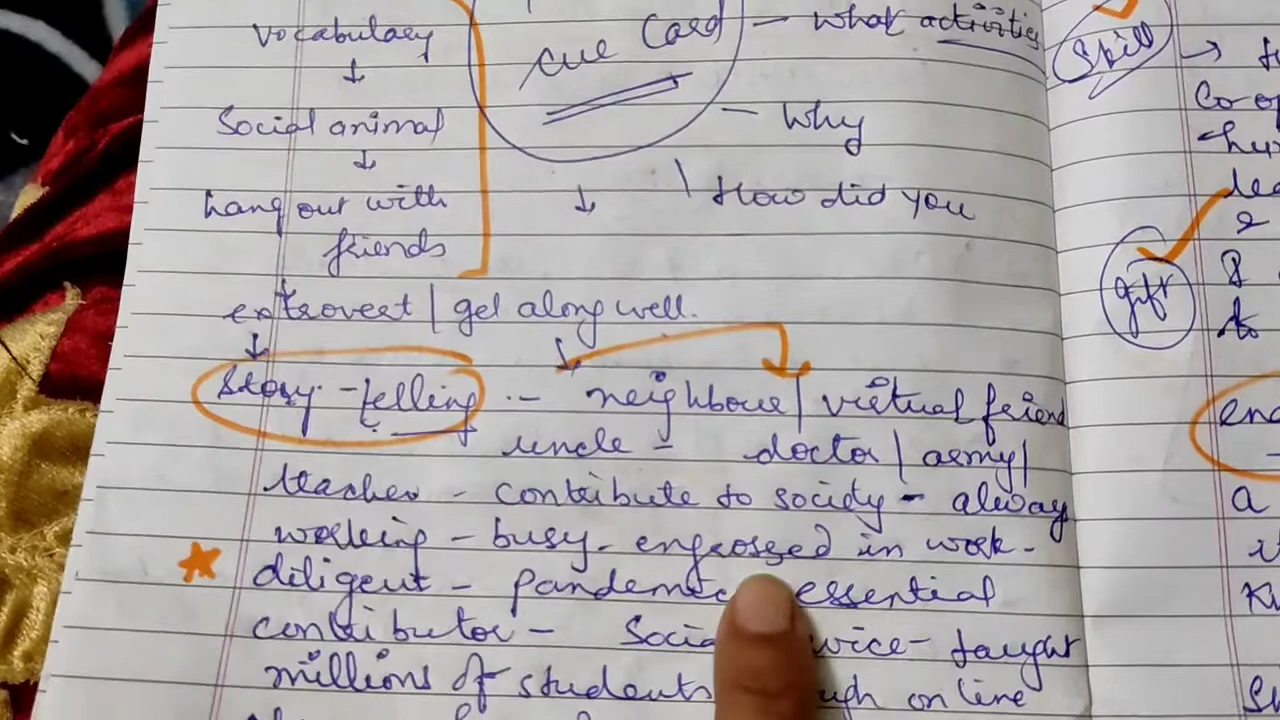 vocabulary
↓
Social animal
↓
hang out with
friends
cue card
- what activities
- Why
How did you
↓
extrovert | get along well.
↓
Story-telling :- neighbour | virtual friend
uncle - doctor | army |
teacher - contribute to society - always
working - busy - engrossed in work -
diligent - pandemic essential
contributor - Social taught
millions of students online
Skill
→
Co-o
gift
&
8
to
a